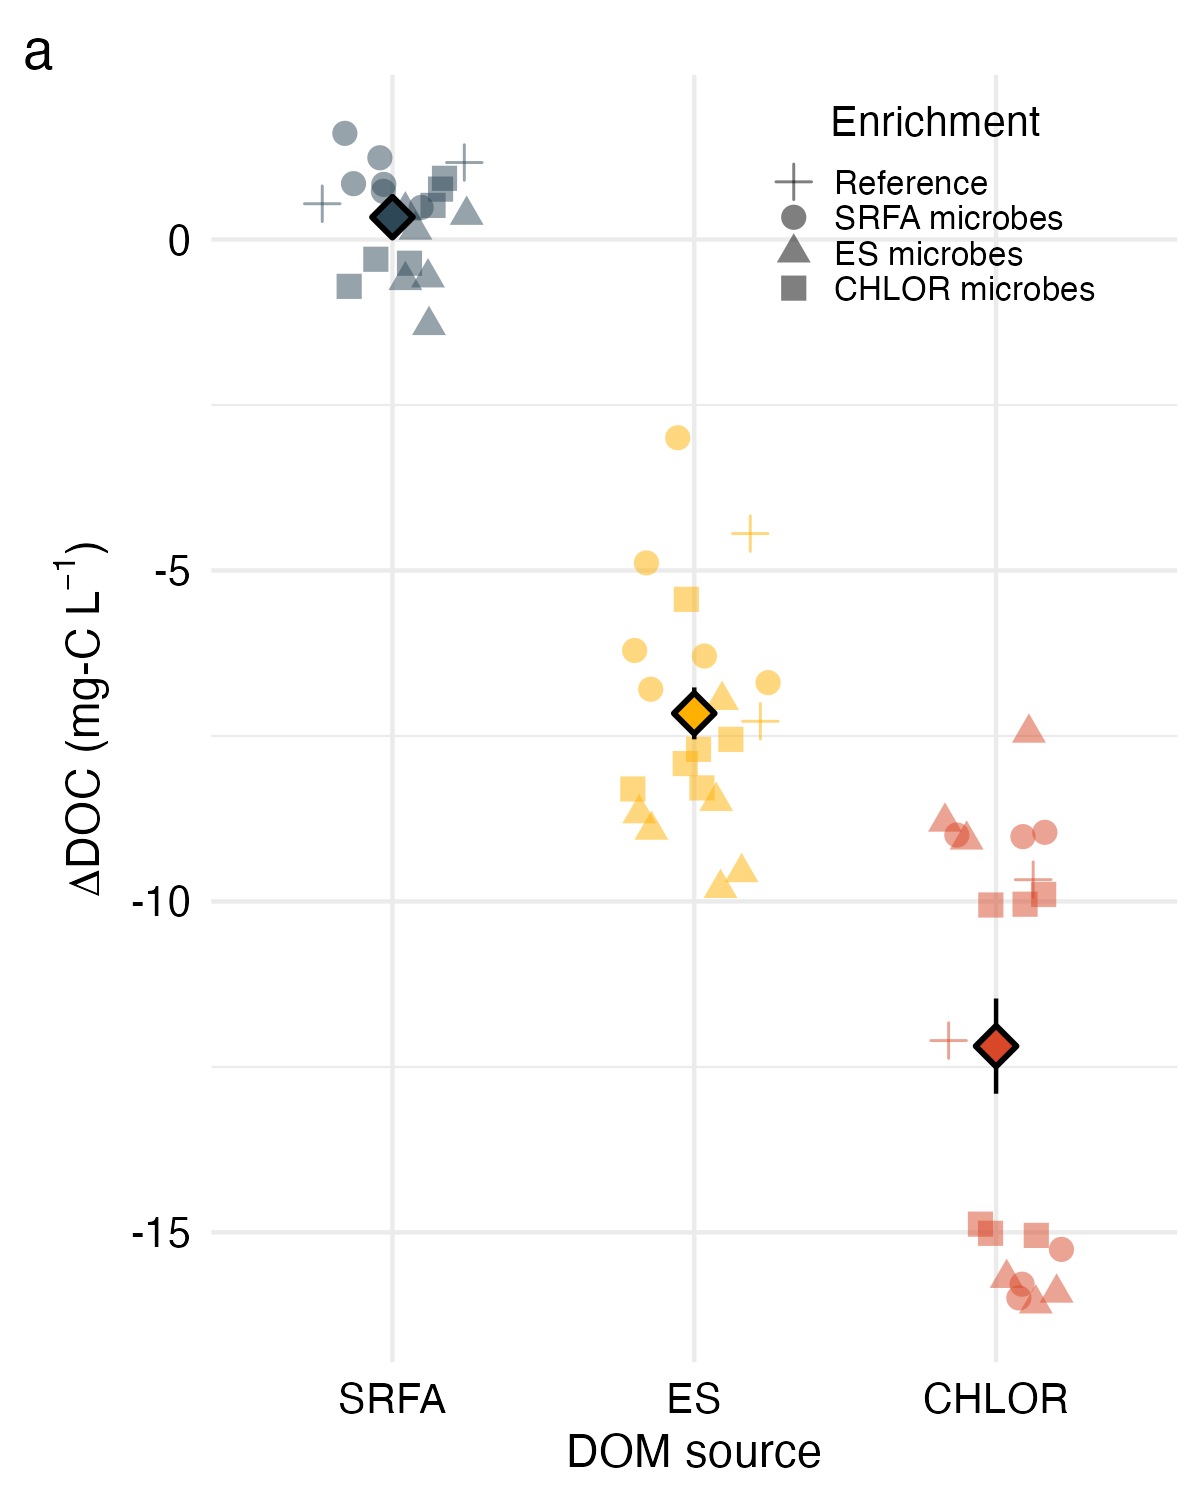 a
Enrichment
Reference
SRFA microbes
ES microbes
CHLOR microbes
0
-5
-10
-15
ΔDOC (mg-C L⁻¹)
SRFA ES CHLOR
DOM source